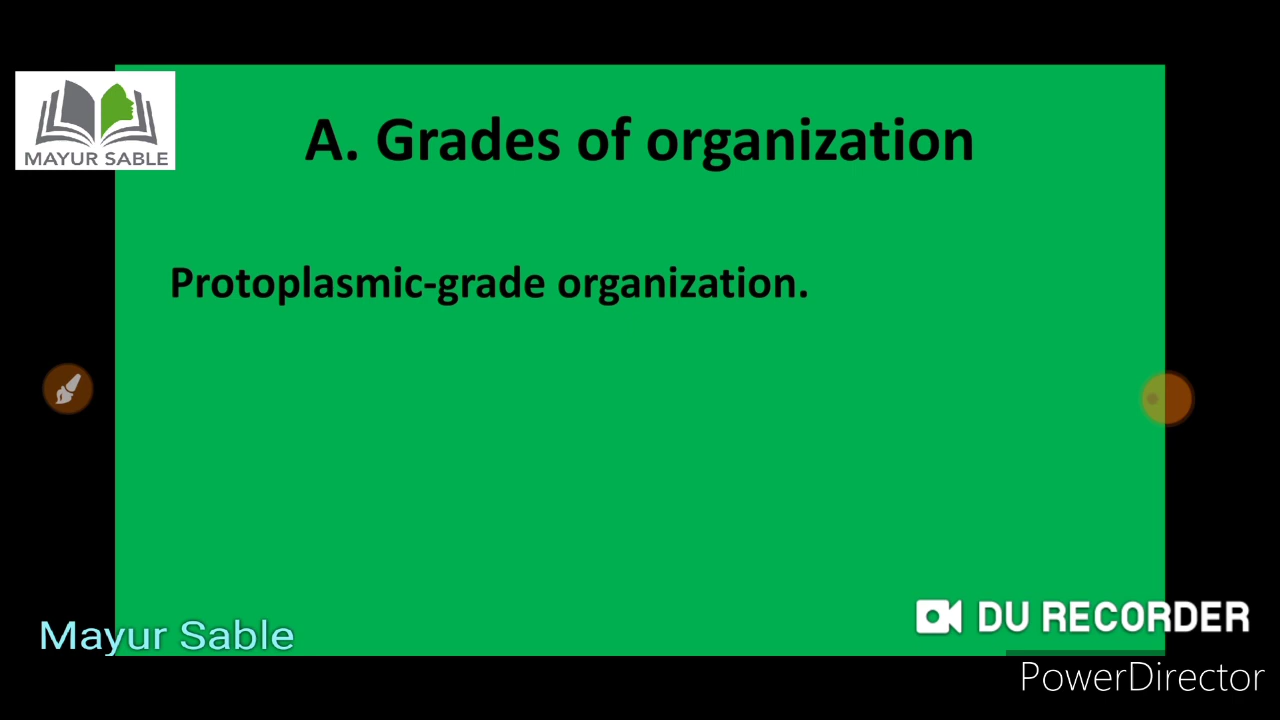 MAYUR SABLE
A. Grades of organization
Protoplasmic-grade organization.
Mayur Sable
DU RECORDER
PowerDirector